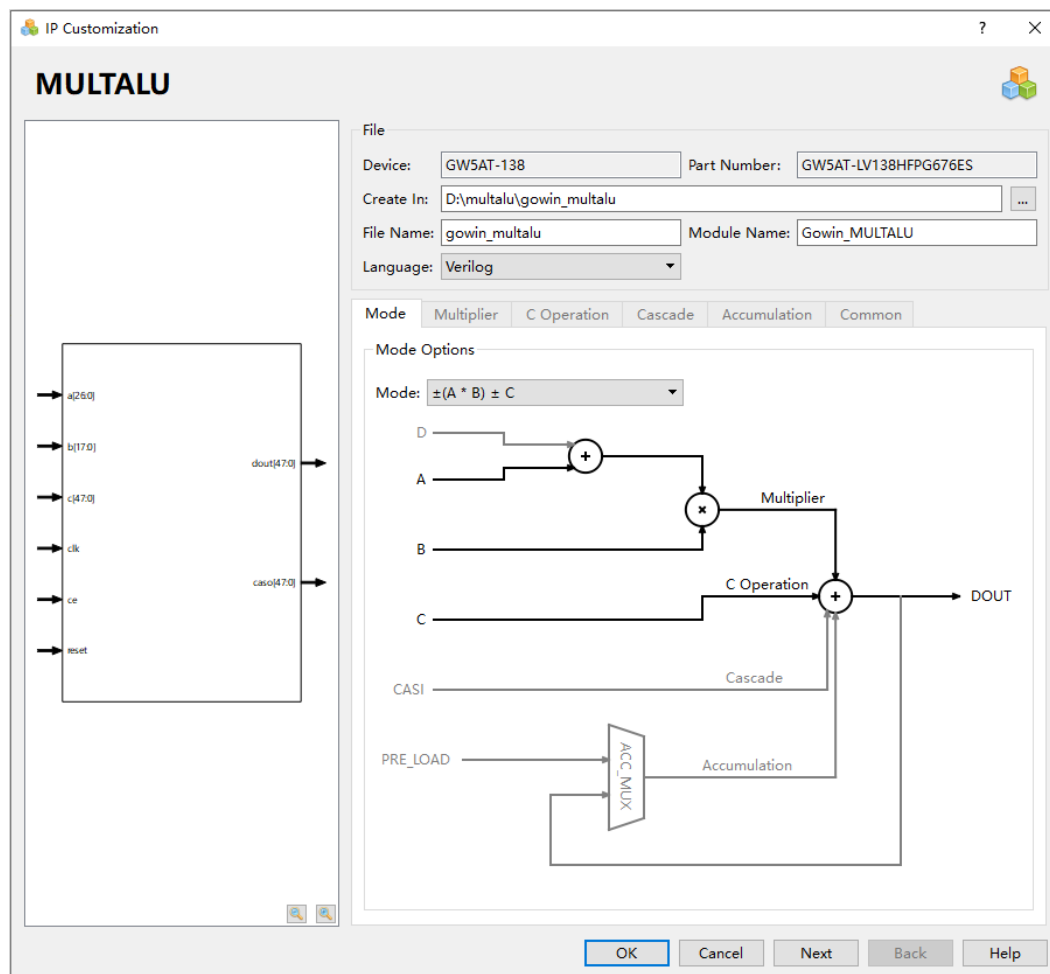 IP Customization
?
MULTALU
File
Device: GW5AT-138 Part Number: GW5AT-LV138HFPG676ES
Create In: D:\multalu\gowin_multalu ...
File Name: gowin_multalu Module Name: Gowin_MULTALU
Language: Verilog
Mode Multiplier C Operation Cascade Accumulation Common
Mode Options
Mode: ±(A * B) ± C
a[26:0]
b[17:0]
c[47:0]
clk
ce
reset
dout[47:0]
caso[47:0]
D
+
A
×
Multiplier
B
C Operation
C
+
DOUT
Cascade
CASI
PRE_LOAD
ACC_MUX
Accumulation
OK Cancel Next Back Help